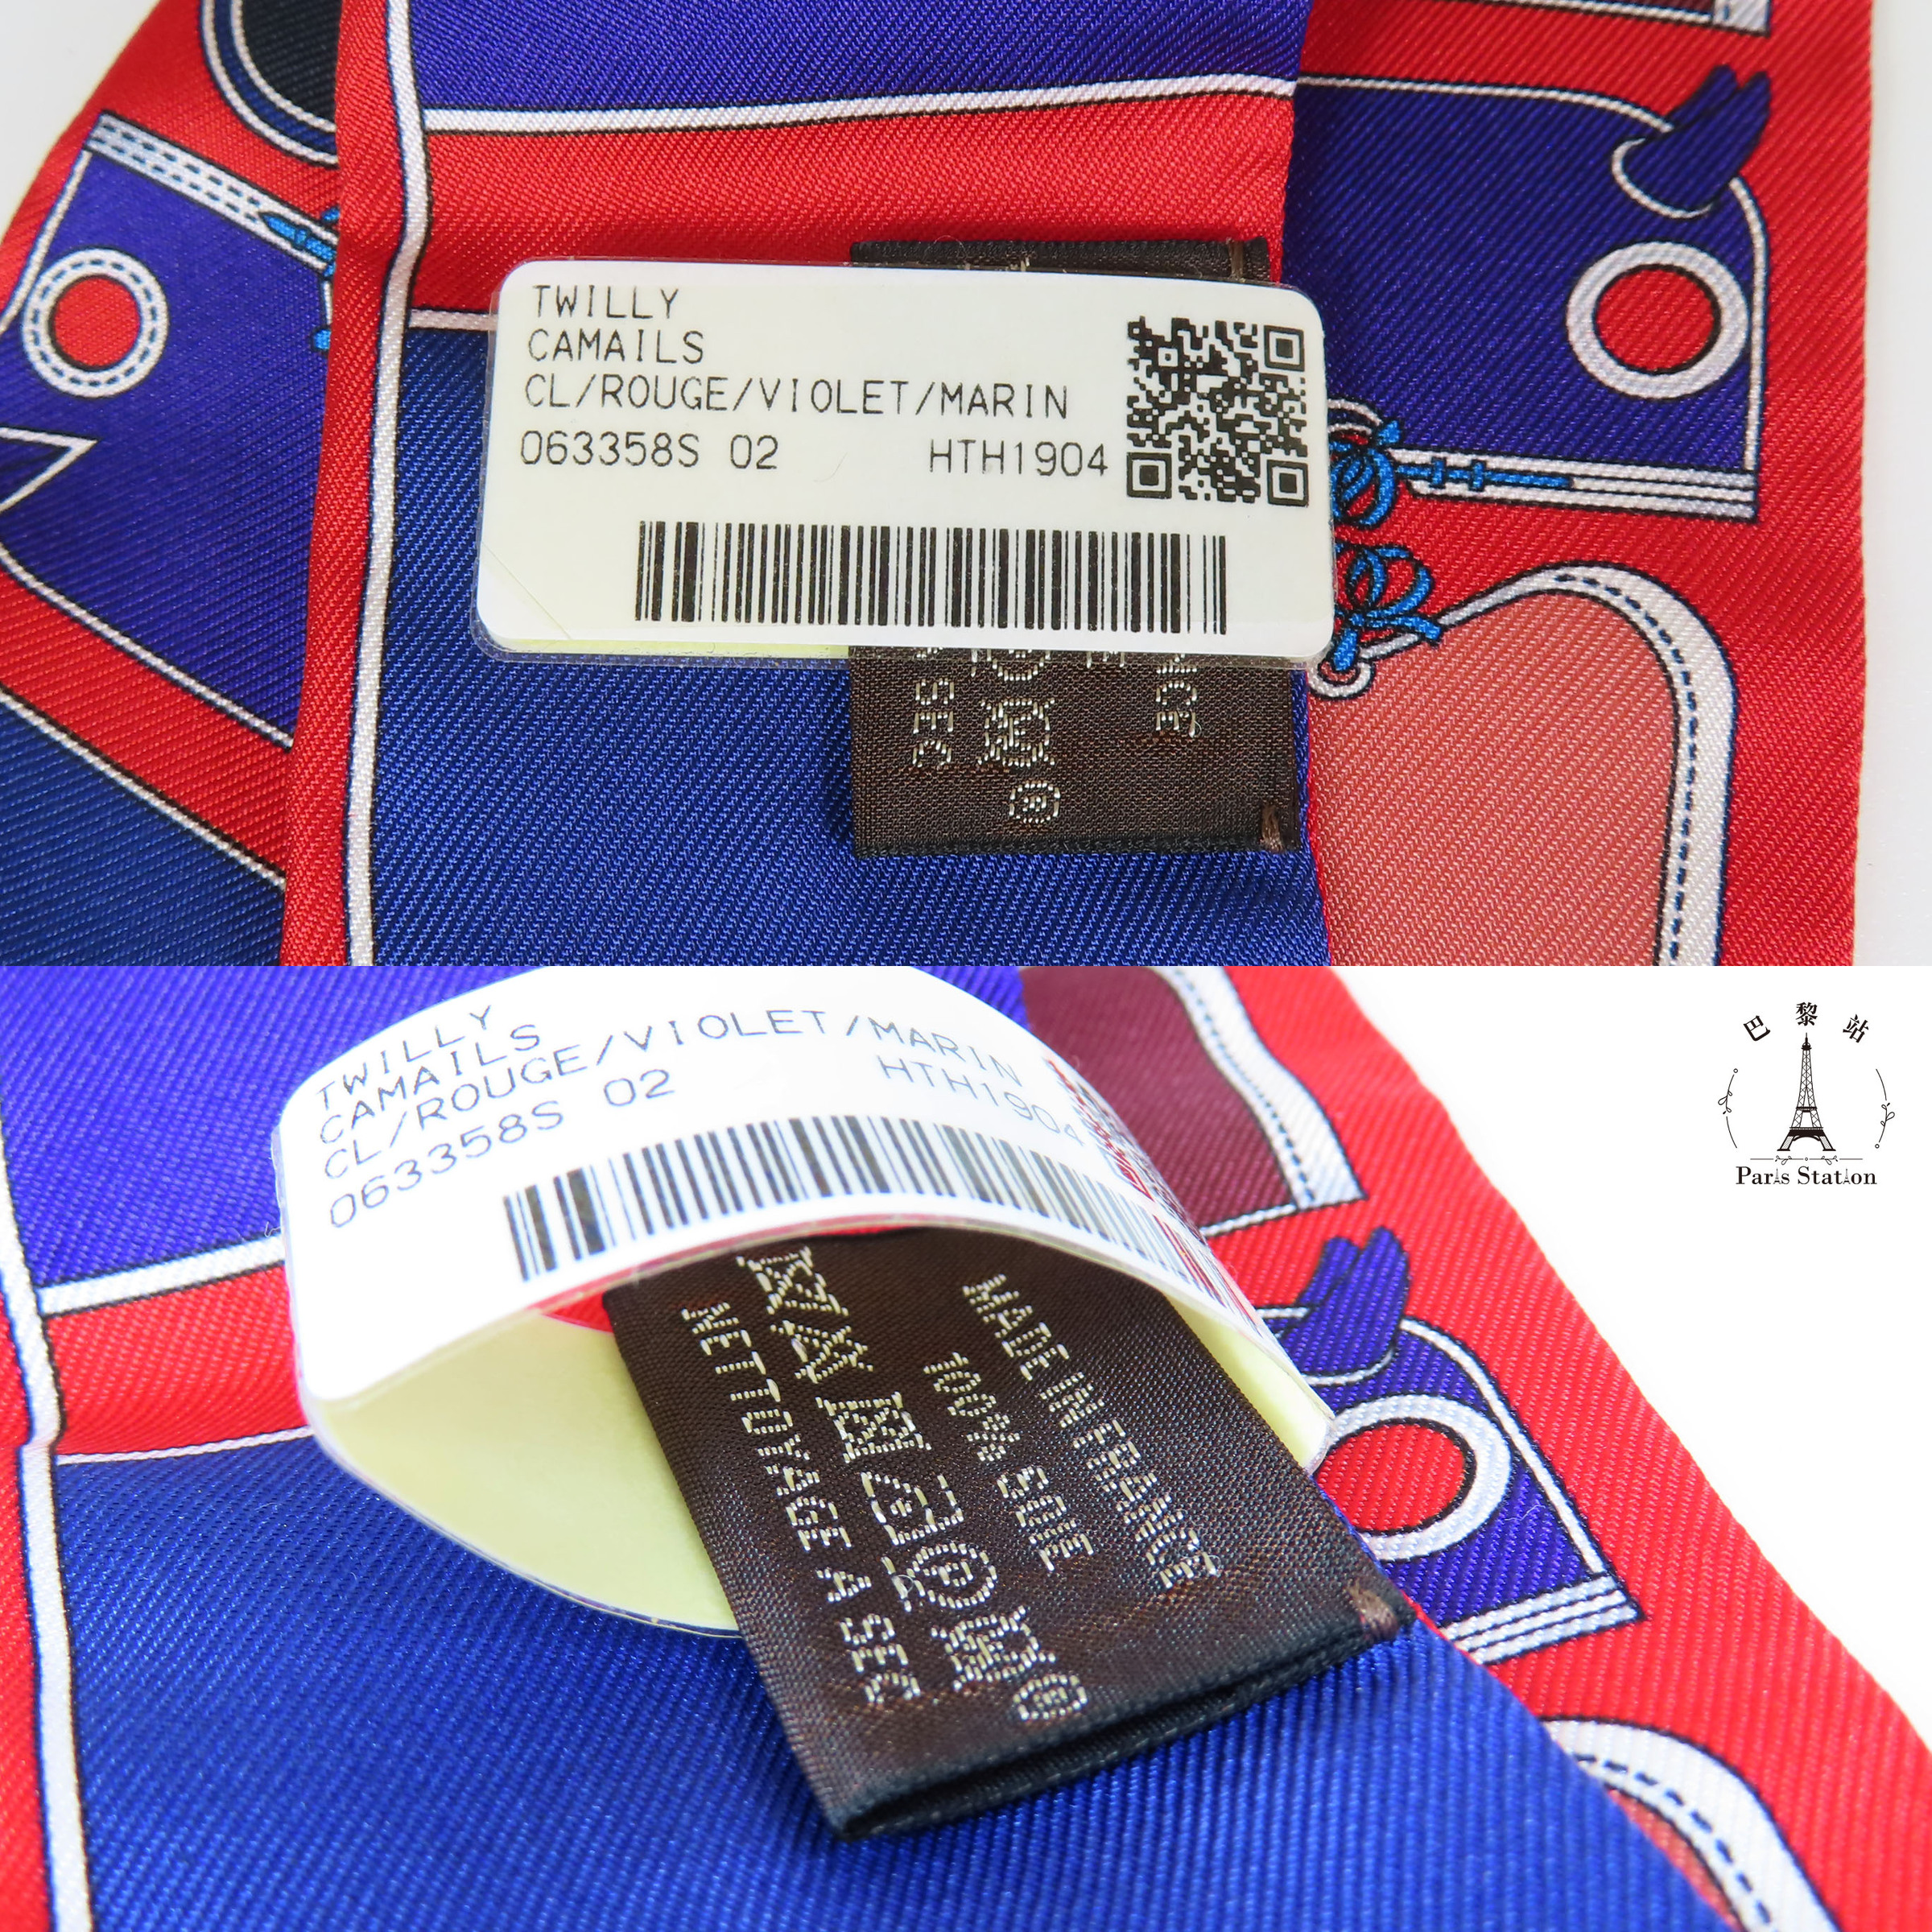 TWILLY
CAMAILS
CL/ROUGE/VIOLET/MARIN
063358S 02 HTH1904
A SEC
TWILLY
CAMAILS
CL/ROUGE/VIOLET/MARIN
063358S 02 HTH1904
MADE IN FRANCE
100% SOIE
NETTOYAGE A SEC
巴黎站
Paris Station